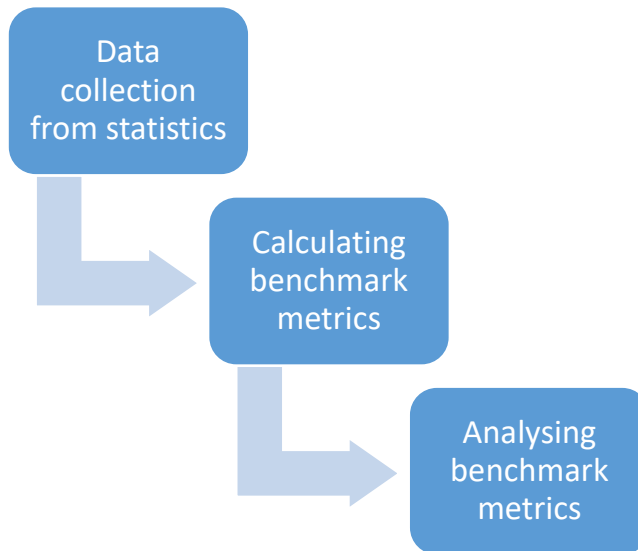 Data
collection
from statistics
Calculating
benchmark
metrics
Analysing
benchmark
metrics